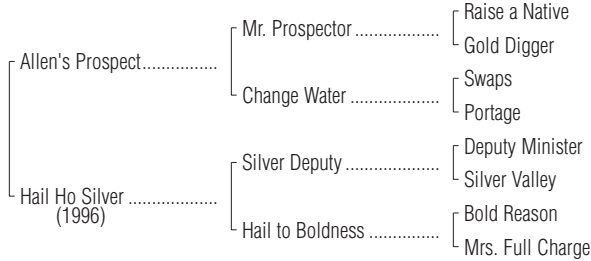 Raise a Native
Mr. Prospector ..................
Gold Digger
Allen's Prospect................
Swaps
Change Water ...................
Portage
Deputy Minister
Silver Deputy ....................
Silver Valley
Hail Ho Silver ...................
(1996)
Bold Reason
Hail to Boldness ...............
Mrs. Full Charge